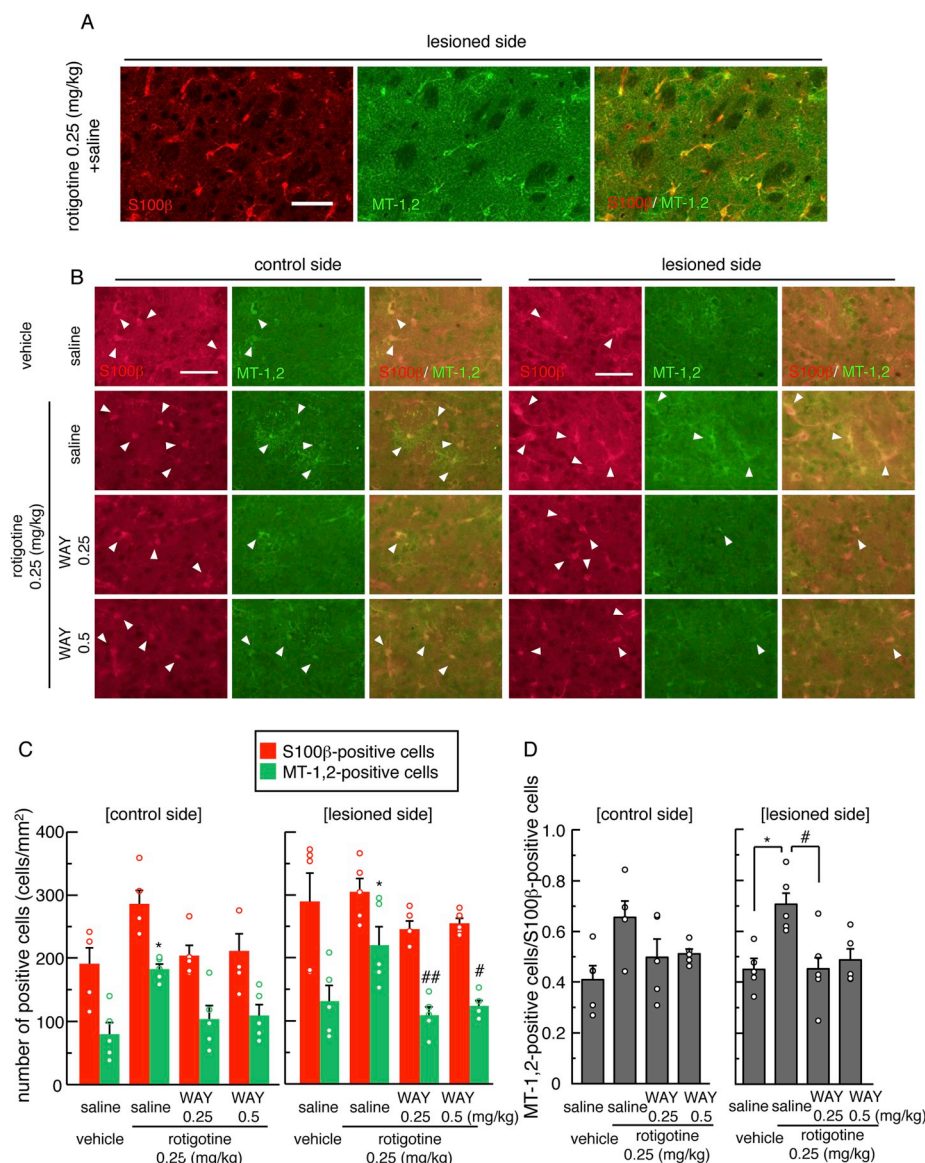 A
lesioned side
rotigotine 0.25 (mg/kg)
+saline
S100β
MT-1,2
S100β/ MT-1,2
B
control side
lesioned side
vehicle
saline
S100β
MT-1,2
S100β/ MT-1,2
S100β
MT-1,2
S100β/ MT-1,2
rotigotine
0.25 (mg/kg)
saline
WAY
0.25
WAY
0.5
C
S100β-positive cells
MT-1,2-positive cells
number of positive cells (cells/mm²)
[control side]
[lesioned side]
400
300
200
100
0
*
*
##
#
saline
saline
WAY
0.25
WAY
0.5
saline
saline
WAY
0.25
WAY
0.5 (mg/kg)
vehicle
rotigotine
0.25 (mg/kg)
vehicle
rotigotine
0.25 (mg/kg)
D
MT-1,2-positive cells/S100β-positive cells
[control side]
[lesioned side]
1.0
0.8
0.6
0.4
0.2
0
*
#
saline
saline
WAY
0.25
WAY
0.5
saline
saline
WAY
0.25
WAY
0.5 (mg/kg)
vehicle
rotigotine
0.25 (mg/kg)
vehicle
rotigotine
0.25 (mg/kg)